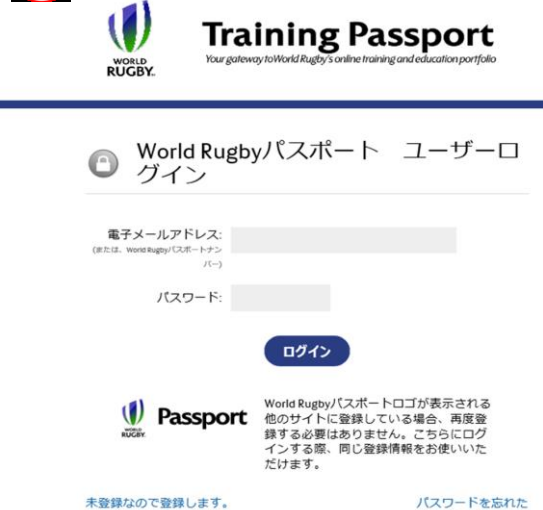 WORLD
RUGBY.
Training Passport
Your gateway to World Rugby's online training and education portfolio
World Rugbyパスポート　ユーザーロ
グイン
電子メールアドレス:
(または、World Rugbyパスポートナン
バー)
パスワード:
ログイン
WORLD
RUGBY.
Passport
World Rugbyパスポートロゴが表示される
他のサイトに登録している場合、再度登
録する必要はありません。こちらにログ
インする際、同じ登録情報をお使いいた
だけます。
未登録なので登録します。
パスワードを忘れた